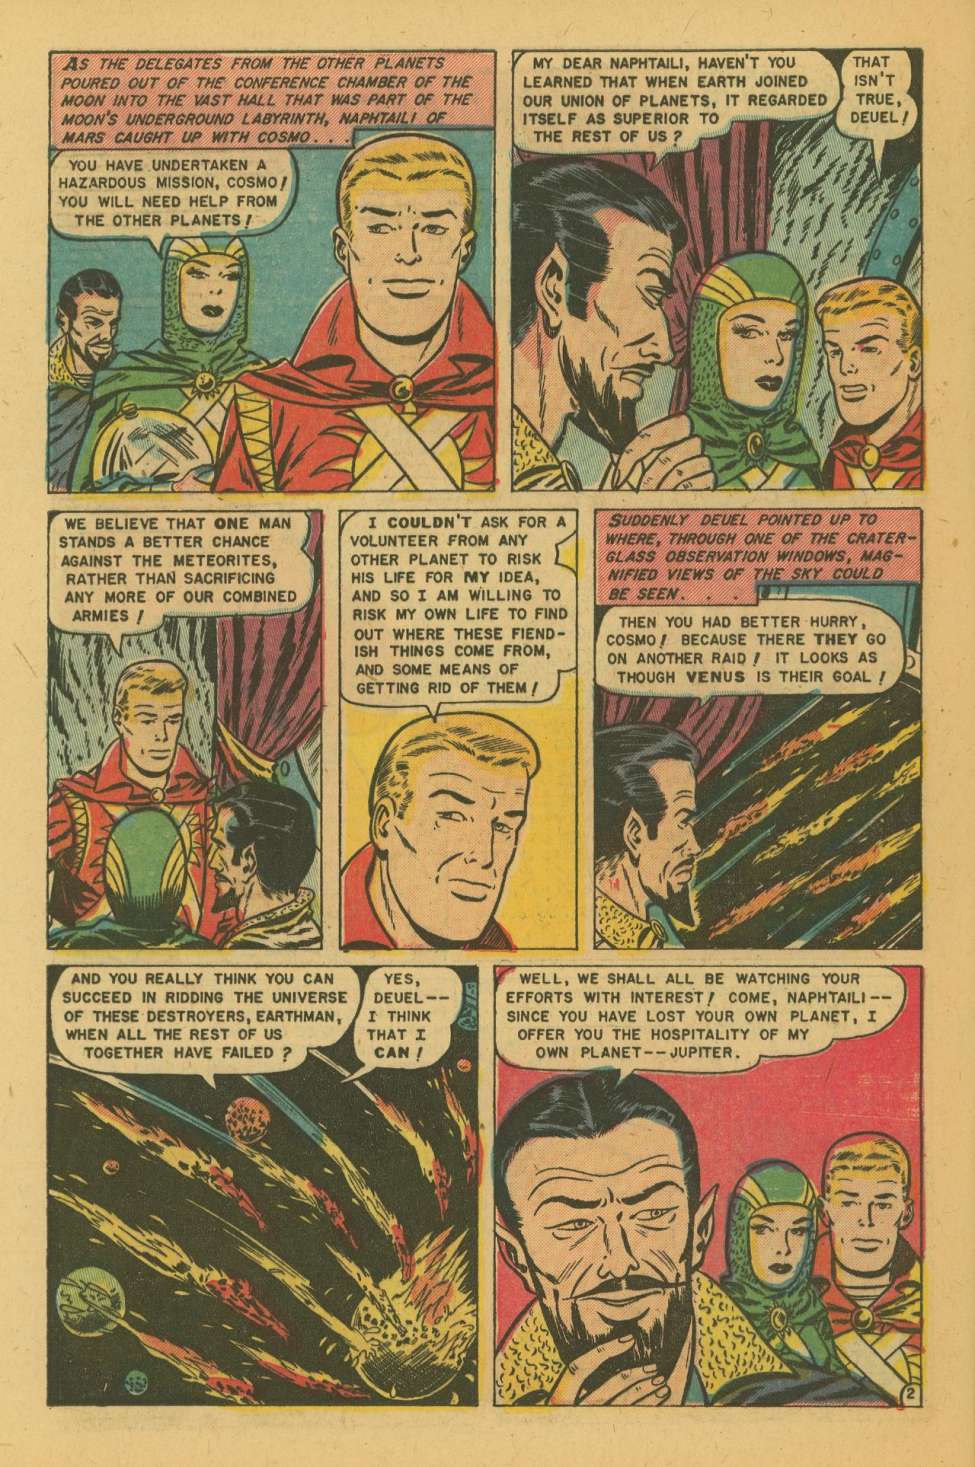 AS THE DELEGATES FROM THE OTHER PLANETS
POURED OUT OF THE CONFERENCE CHAMBER OF THE
MOON INTO THE VAST HALL THAT WAS PART OF THE
MOON'S UNDERGROUND LABYRINTH, NAPHTAILI OF
MARS CAUGHT UP WITH COSMO. . .
YOU HAVE UNDERTAKEN A
HAZARDOUS MISSION, COSMO!
YOU WILL NEED HELP FROM
THE OTHER PLANETS!
MY DEAR NAPHTAILI, HAVEN'T YOU
LEARNED THAT WHEN EARTH JOINED
OUR UNION OF PLANETS, IT REGARDED
ITSELF AS SUPERIOR TO
THE REST OF US?
THAT
ISN'T
TRUE,
DEUEL!
WE BELIEVE THAT ONE MAN
STANDS A BETTER CHANCE
AGAINST THE METEORITES,
RATHER THAN SACRIFICING
ANY MORE OF OUR COMBINED
ARMIES!
I COULDN'T ASK FOR A
VOLUNTEER FROM ANY
OTHER PLANET TO RISK
HIS LIFE FOR MY IDEA,
AND SO I AM WILLING TO
RISK MY OWN LIFE TO FIND
OUT WHERE THESE FIEND-
ISH THINGS COME FROM,
AND SOME MEANS OF
GETTING RID OF THEM!
SUDDENLY DEUEL POINTED UP TO
WHERE, THROUGH ONE OF THE CRATER-
GLASS OBSERVATION WINDOWS, MAG-
NIFIED VIEWS OF THE SKY COULD
BE SEEN. . . .
THEN YOU HAD BETTER HURRY,
COSMO! BECAUSE THERE THEY GO
ON ANOTHER RAID! IT LOOKS AS
THOUGH VENUS IS THEIR GOAL!
AND YOU REALLY THINK YOU CAN
SUCCEED IN RIDDING THE UNIVERSE
OF THESE DESTROYERS, EARTHMAN,
WHEN ALL THE REST OF US
TOGETHER HAVE FAILED?
YES,
DEUEL--
I THINK
THAT I
CAN!
WELL, WE SHALL ALL BE WATCHING YOUR
EFFORTS WITH INTEREST! COME, NAPHTAILI--
SINCE YOU HAVE LOST YOUR OWN PLANET, I
OFFER YOU THE HOSPITALITY OF MY
OWN PLANET--JUPITER.
2